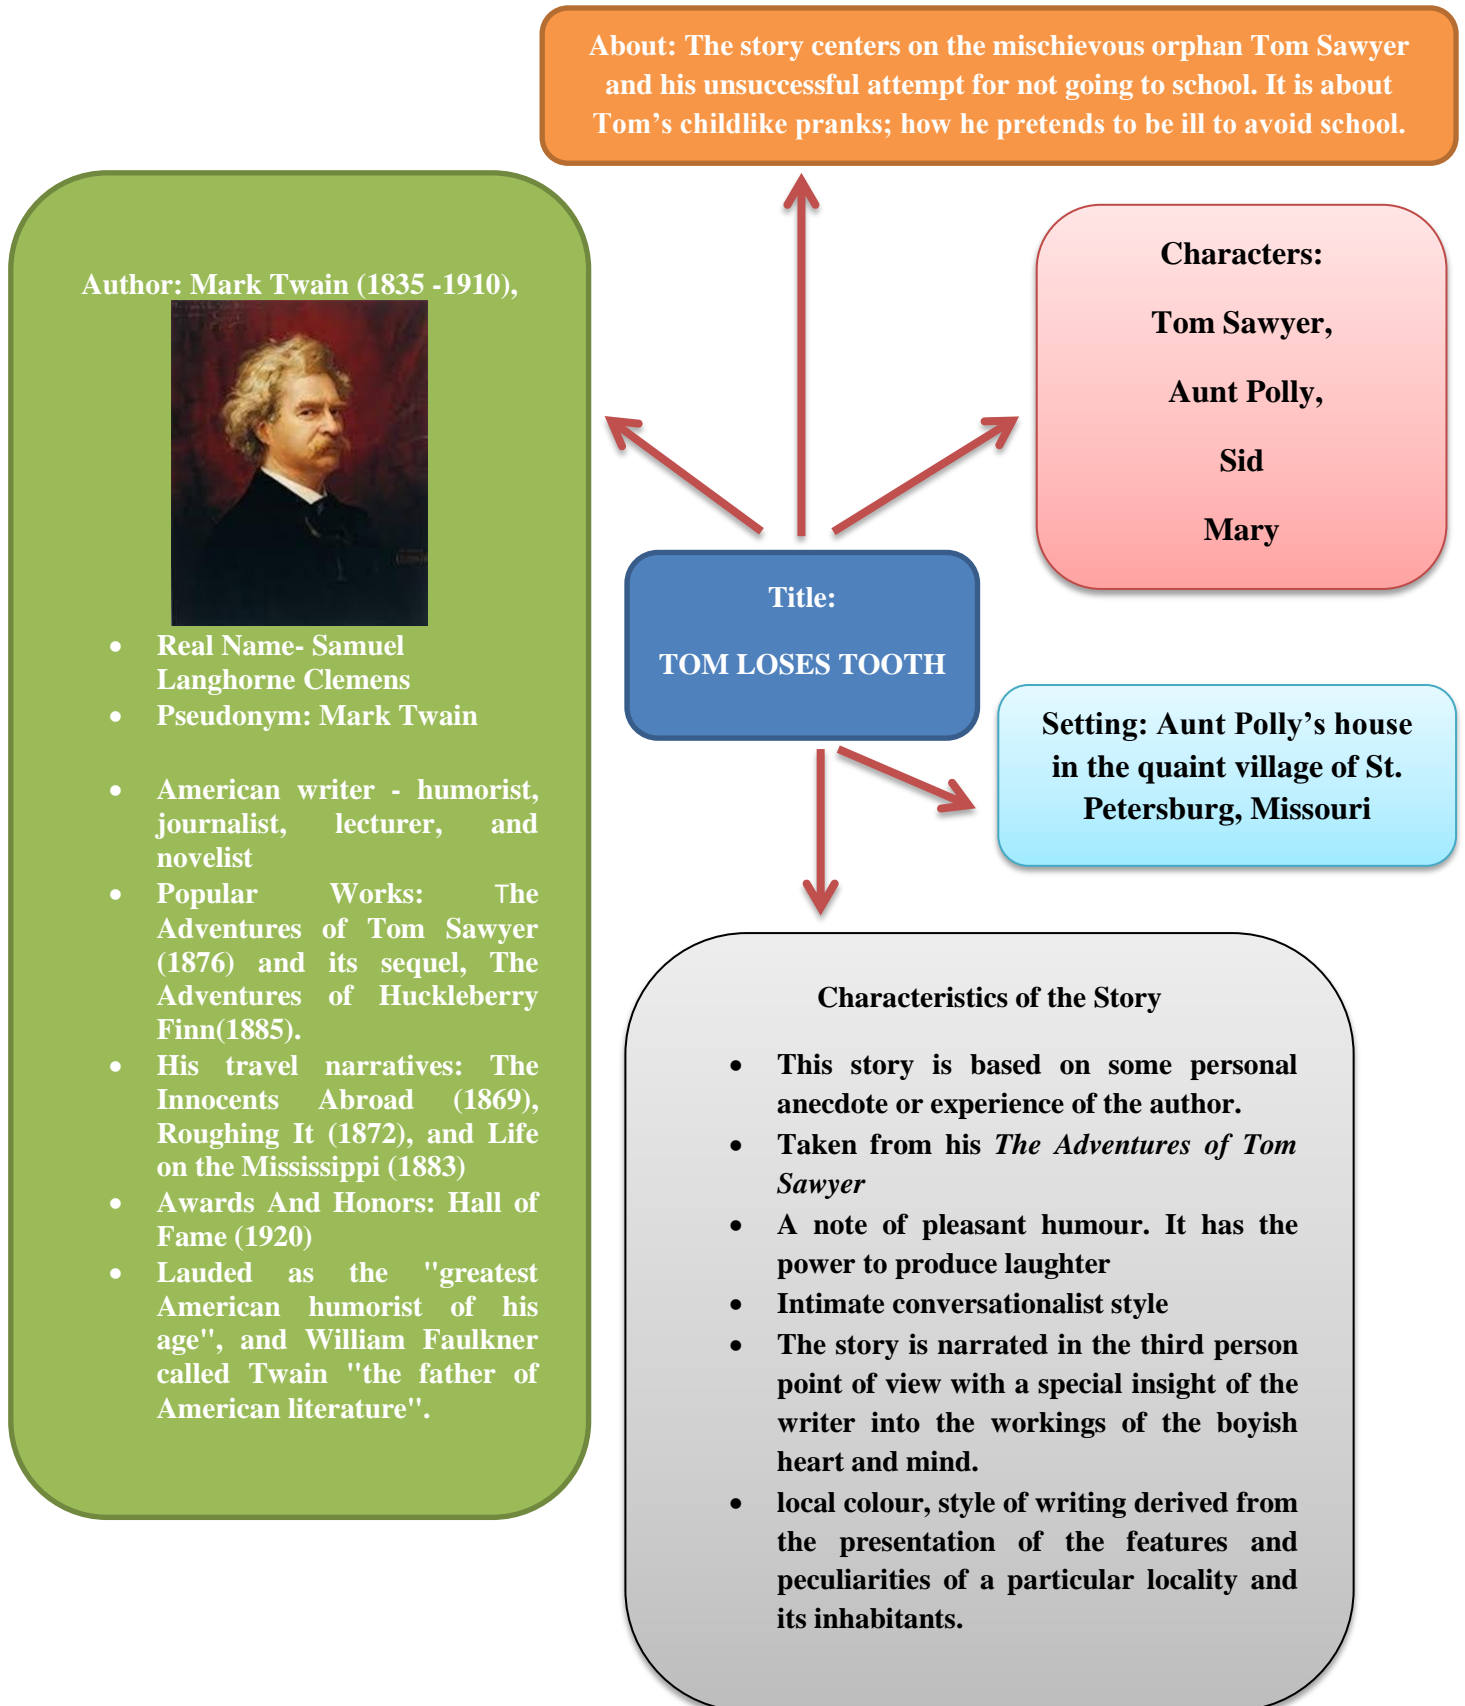 About: The story centers on the mischievous orphan Tom Sawyer
and his unsuccessful attempt for not going to school. It is about
Tom’s childlike pranks; how he pretends to be ill to avoid school.
Author: Mark Twain (1835 -1910),
• Real Name- Samuel
Langhorne Clemens
• Pseudonym: Mark Twain
• American writer - humorist,
journalist, lecturer, and
novelist
• Popular Works: The
Adventures of Tom Sawyer
(1876) and its sequel, The
Adventures of Huckleberry
Finn(1885).
• His travel narratives: The
Innocents Abroad (1869),
Roughing It (1872), and Life
on the Mississippi (1883)
• Awards And Honors: Hall of
Fame (1920)
• Lauded as the "greatest
American humorist of his
age", and William Faulkner
called Twain "the father of
American literature".
Characters:
Tom Sawyer,
Aunt Polly,
Sid
Mary
Title:
TOM LOSES TOOTH
Setting: Aunt Polly’s house
in the quaint village of St.
Petersburg, Missouri
Characteristics of the Story
• This story is based on some personal
anecdote or experience of the author.
• Taken from his The Adventures of Tom
Sawyer
• A note of pleasant humour. It has the
power to produce laughter
• Intimate conversationalist style
• The story is narrated in the third person
point of view with a special insight of the
writer into the workings of the boyish
heart and mind.
• local colour, style of writing derived from
the presentation of the features and
peculiarities of a particular locality and
its inhabitants.